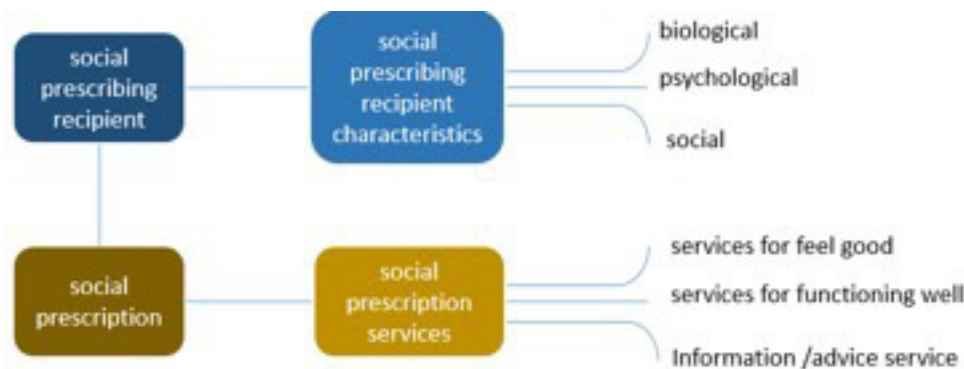 social
prescribing
recipient
social
prescribing
recipient
characteristics
biological
psychological
social
social
prescription
social
prescription
services
services for feel good
services for functioning well
Information /advice service